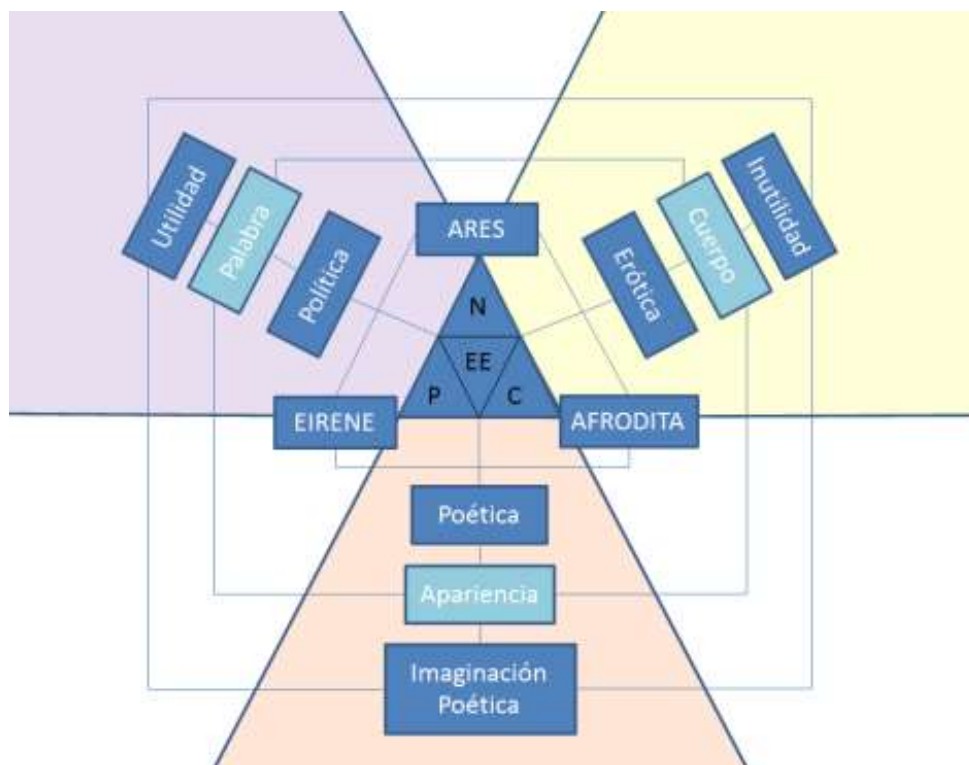 Utilidad
Palabra
Política
Inutilidad
Cuerpo
Erótica
ARES
N
EE
P
C
EIRENE
AFRODITA
Poética
Apariencia
Imaginación
Poética